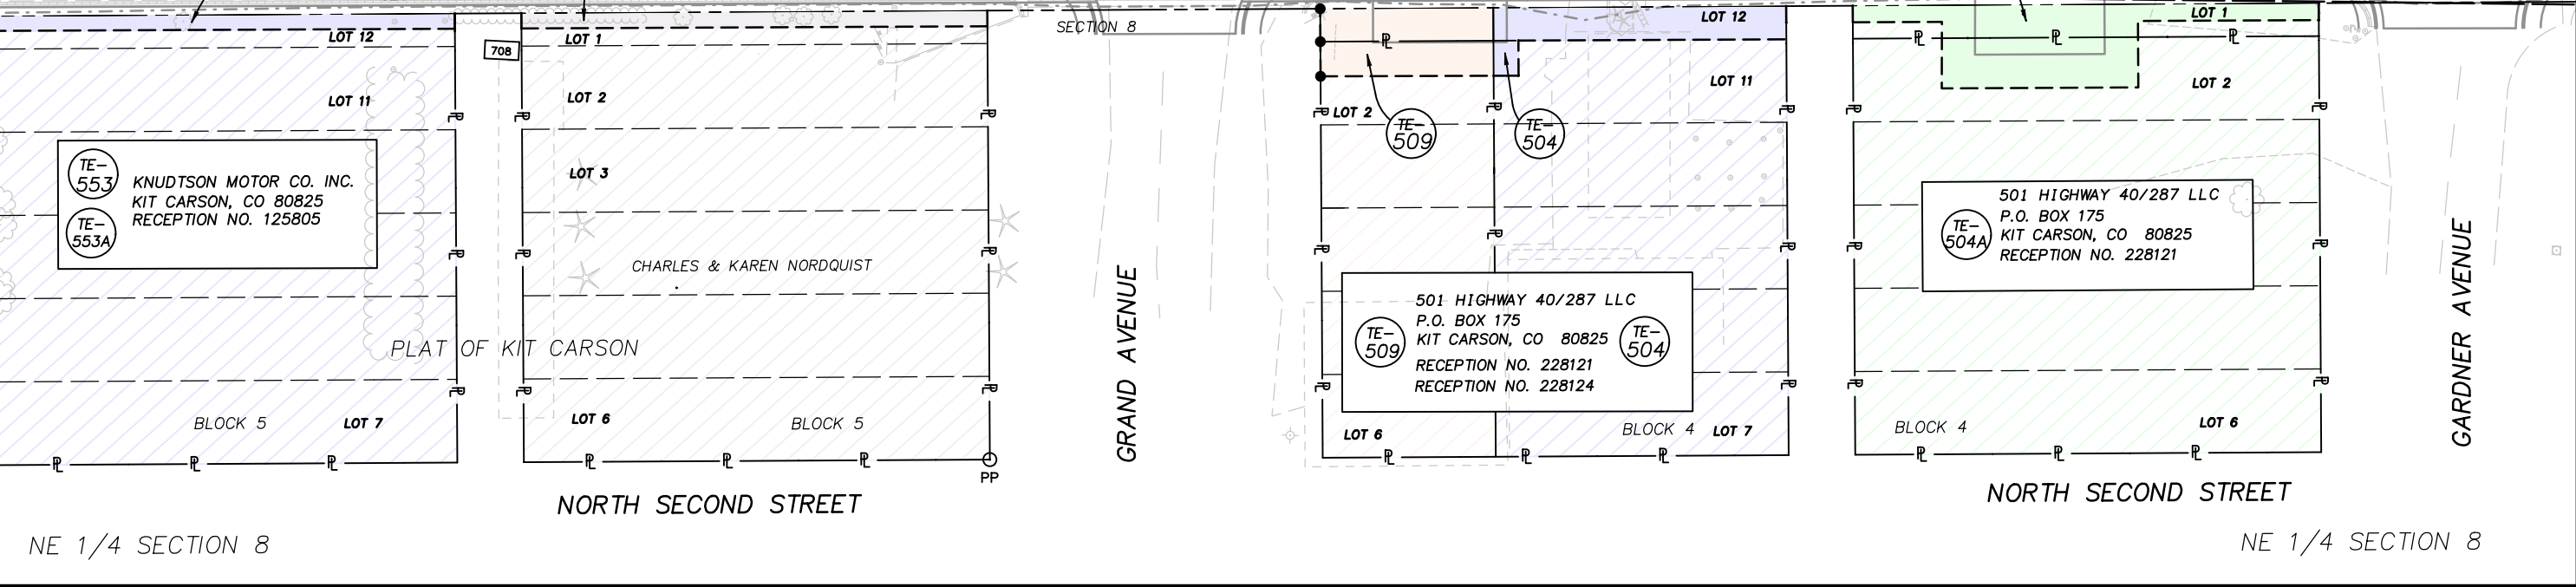 SECTION 8
LOT 12
LOT 11
708
LOT 1
LOT 2
LOT 3
TE-
553
TE-
553A
KNUDTSON MOTOR CO. INC.
KIT CARSON, CO 80825
RECEPTION NO. 125805
CHARLES & KAREN NORDQUIST
PLAT OF KIT CARSON
BLOCK 5
LOT 7
LOT 6
BLOCK 5
PP
NORTH SECOND STREET
NE 1/4 SECTION 8
GRAND AVENUE
LOT 12
LOT 11
LOT 2
TE-
509
TE-
504
TE-
509
501 HIGHWAY 40/287 LLC
P.O. BOX 175
KIT CARSON, CO 80825
RECEPTION NO. 228121
RECEPTION NO. 228124
TE-
504
LOT 6
BLOCK 4
LOT 7
LOT 1
LOT 2
TE-
504A
501 HIGHWAY 40/287 LLC
P.O. BOX 175
KIT CARSON, CO 80825
RECEPTION NO. 228121
BLOCK 4
LOT 6
NORTH SECOND STREET
GARDNER AVENUE
NE 1/4 SECTION 8